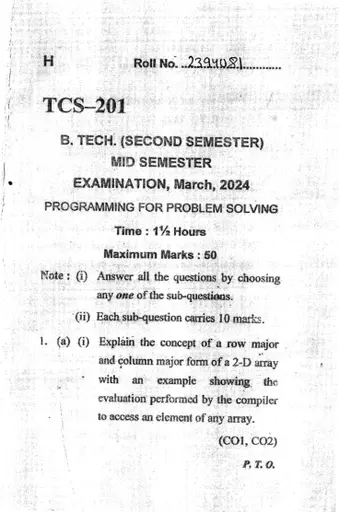 H Roll No. ..2394081............
TCS–201
B. TECH. (SECOND SEMESTER)
MID SEMESTER
EXAMINATION, March, 2024
PROGRAMMING FOR PROBLEM SOLVING
Time : 1½ Hours
Maximum Marks : 50
Note : (i) Answer all the questions by choosing
any one of the sub-questions.
(ii) Each sub-question carries 10 marks.
1. (a) (i) Explain the concept of a row major
and column major form of a 2-D array
with an example showing the
evaluation performed by the compiler
to access an element of any array.
(CO1, CO2)
P. T. O.